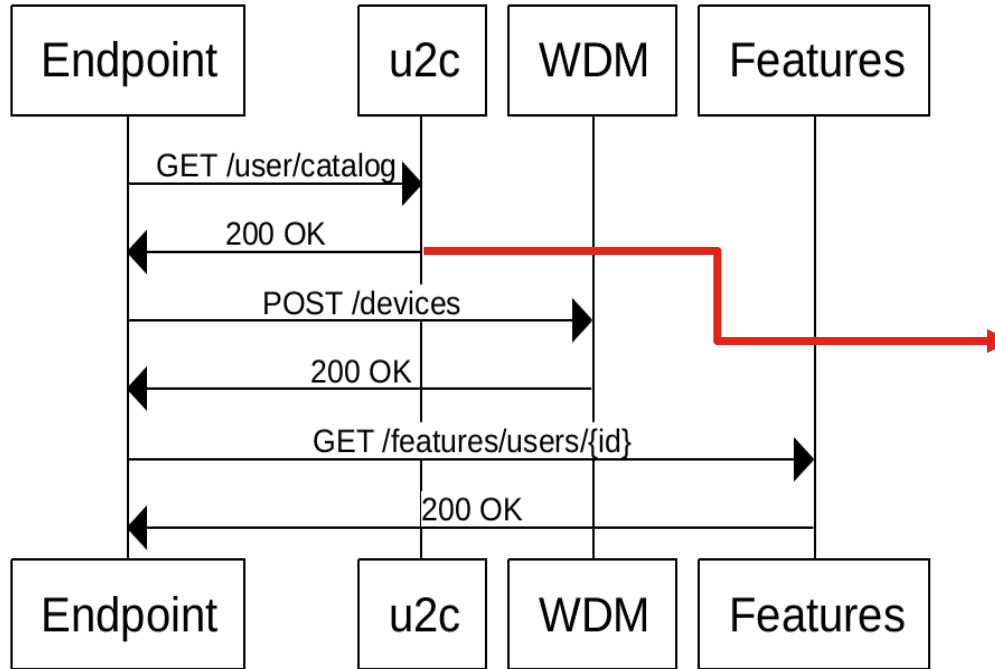 Endpoint
u2c
WDM
Features
GET /user/catalog
200 OK
POST /devices
200 OK
GET /features/users/{id}
200 OK
Endpoint
u2c
WDM
Features